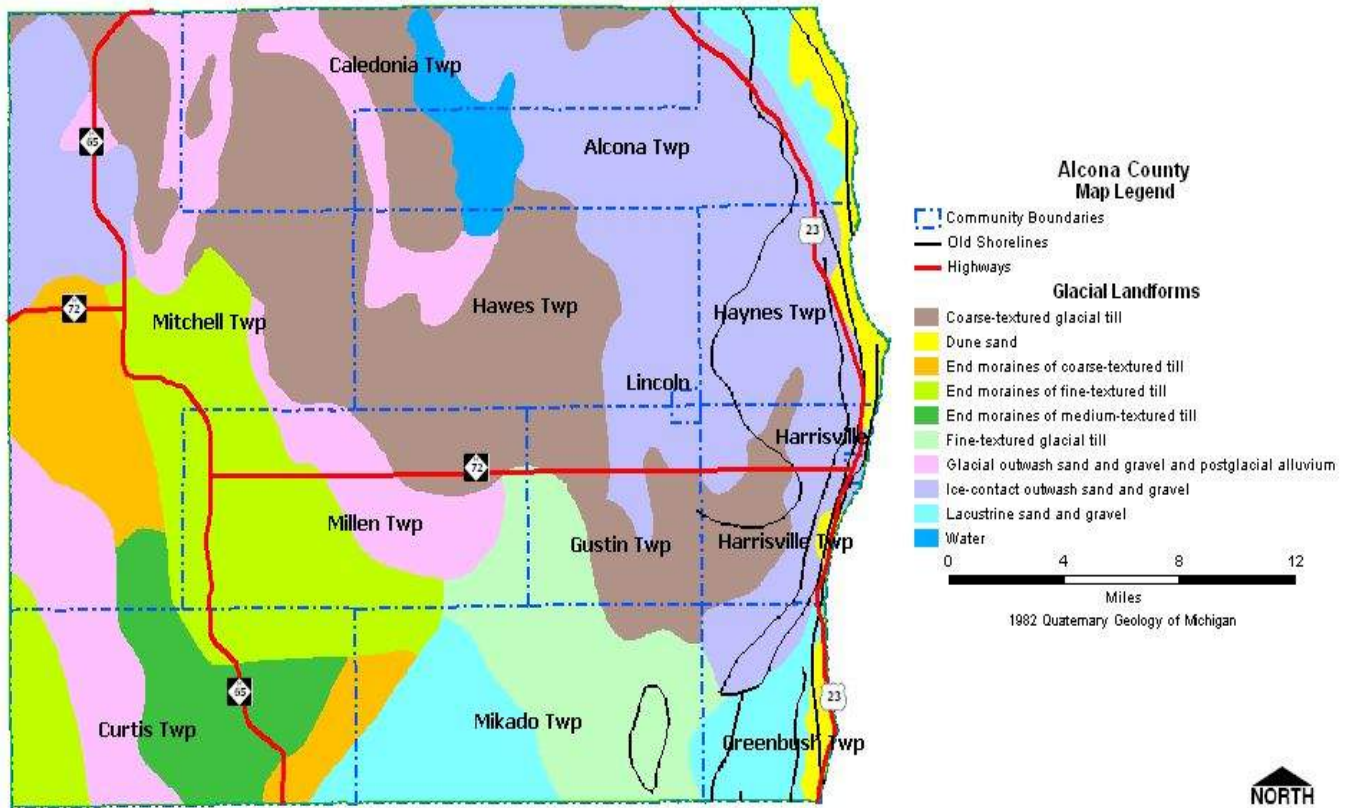 Caledonia Twp
65
Alcona Twp
23
72
Mitchell Twp
Hawes Twp
Haynes Twp
Lincoln
Harrisville
72
Millen Twp
Gustin Twp
Harrisville Twp
65
Curtis Twp
Mikado Twp
23
Greenbush Twp
Alcona County
Map Legend
Community Boundaries
Old Shorelines
Highways
Glacial Landforms
Coarse-textured glacial till
Dune sand
End moraines of coarse-textured till
End moraines of fine-textured till
End moraines of medium-textured till
Fine-textured glacial till
Glacial outwash sand and gravel and postglacial alluvium
Ice-contact outwash sand and gravel
Lacustrine sand and gravel
Water
0 4 8 12
Miles
1982 Quaternary Geology of Michigan
NORTH